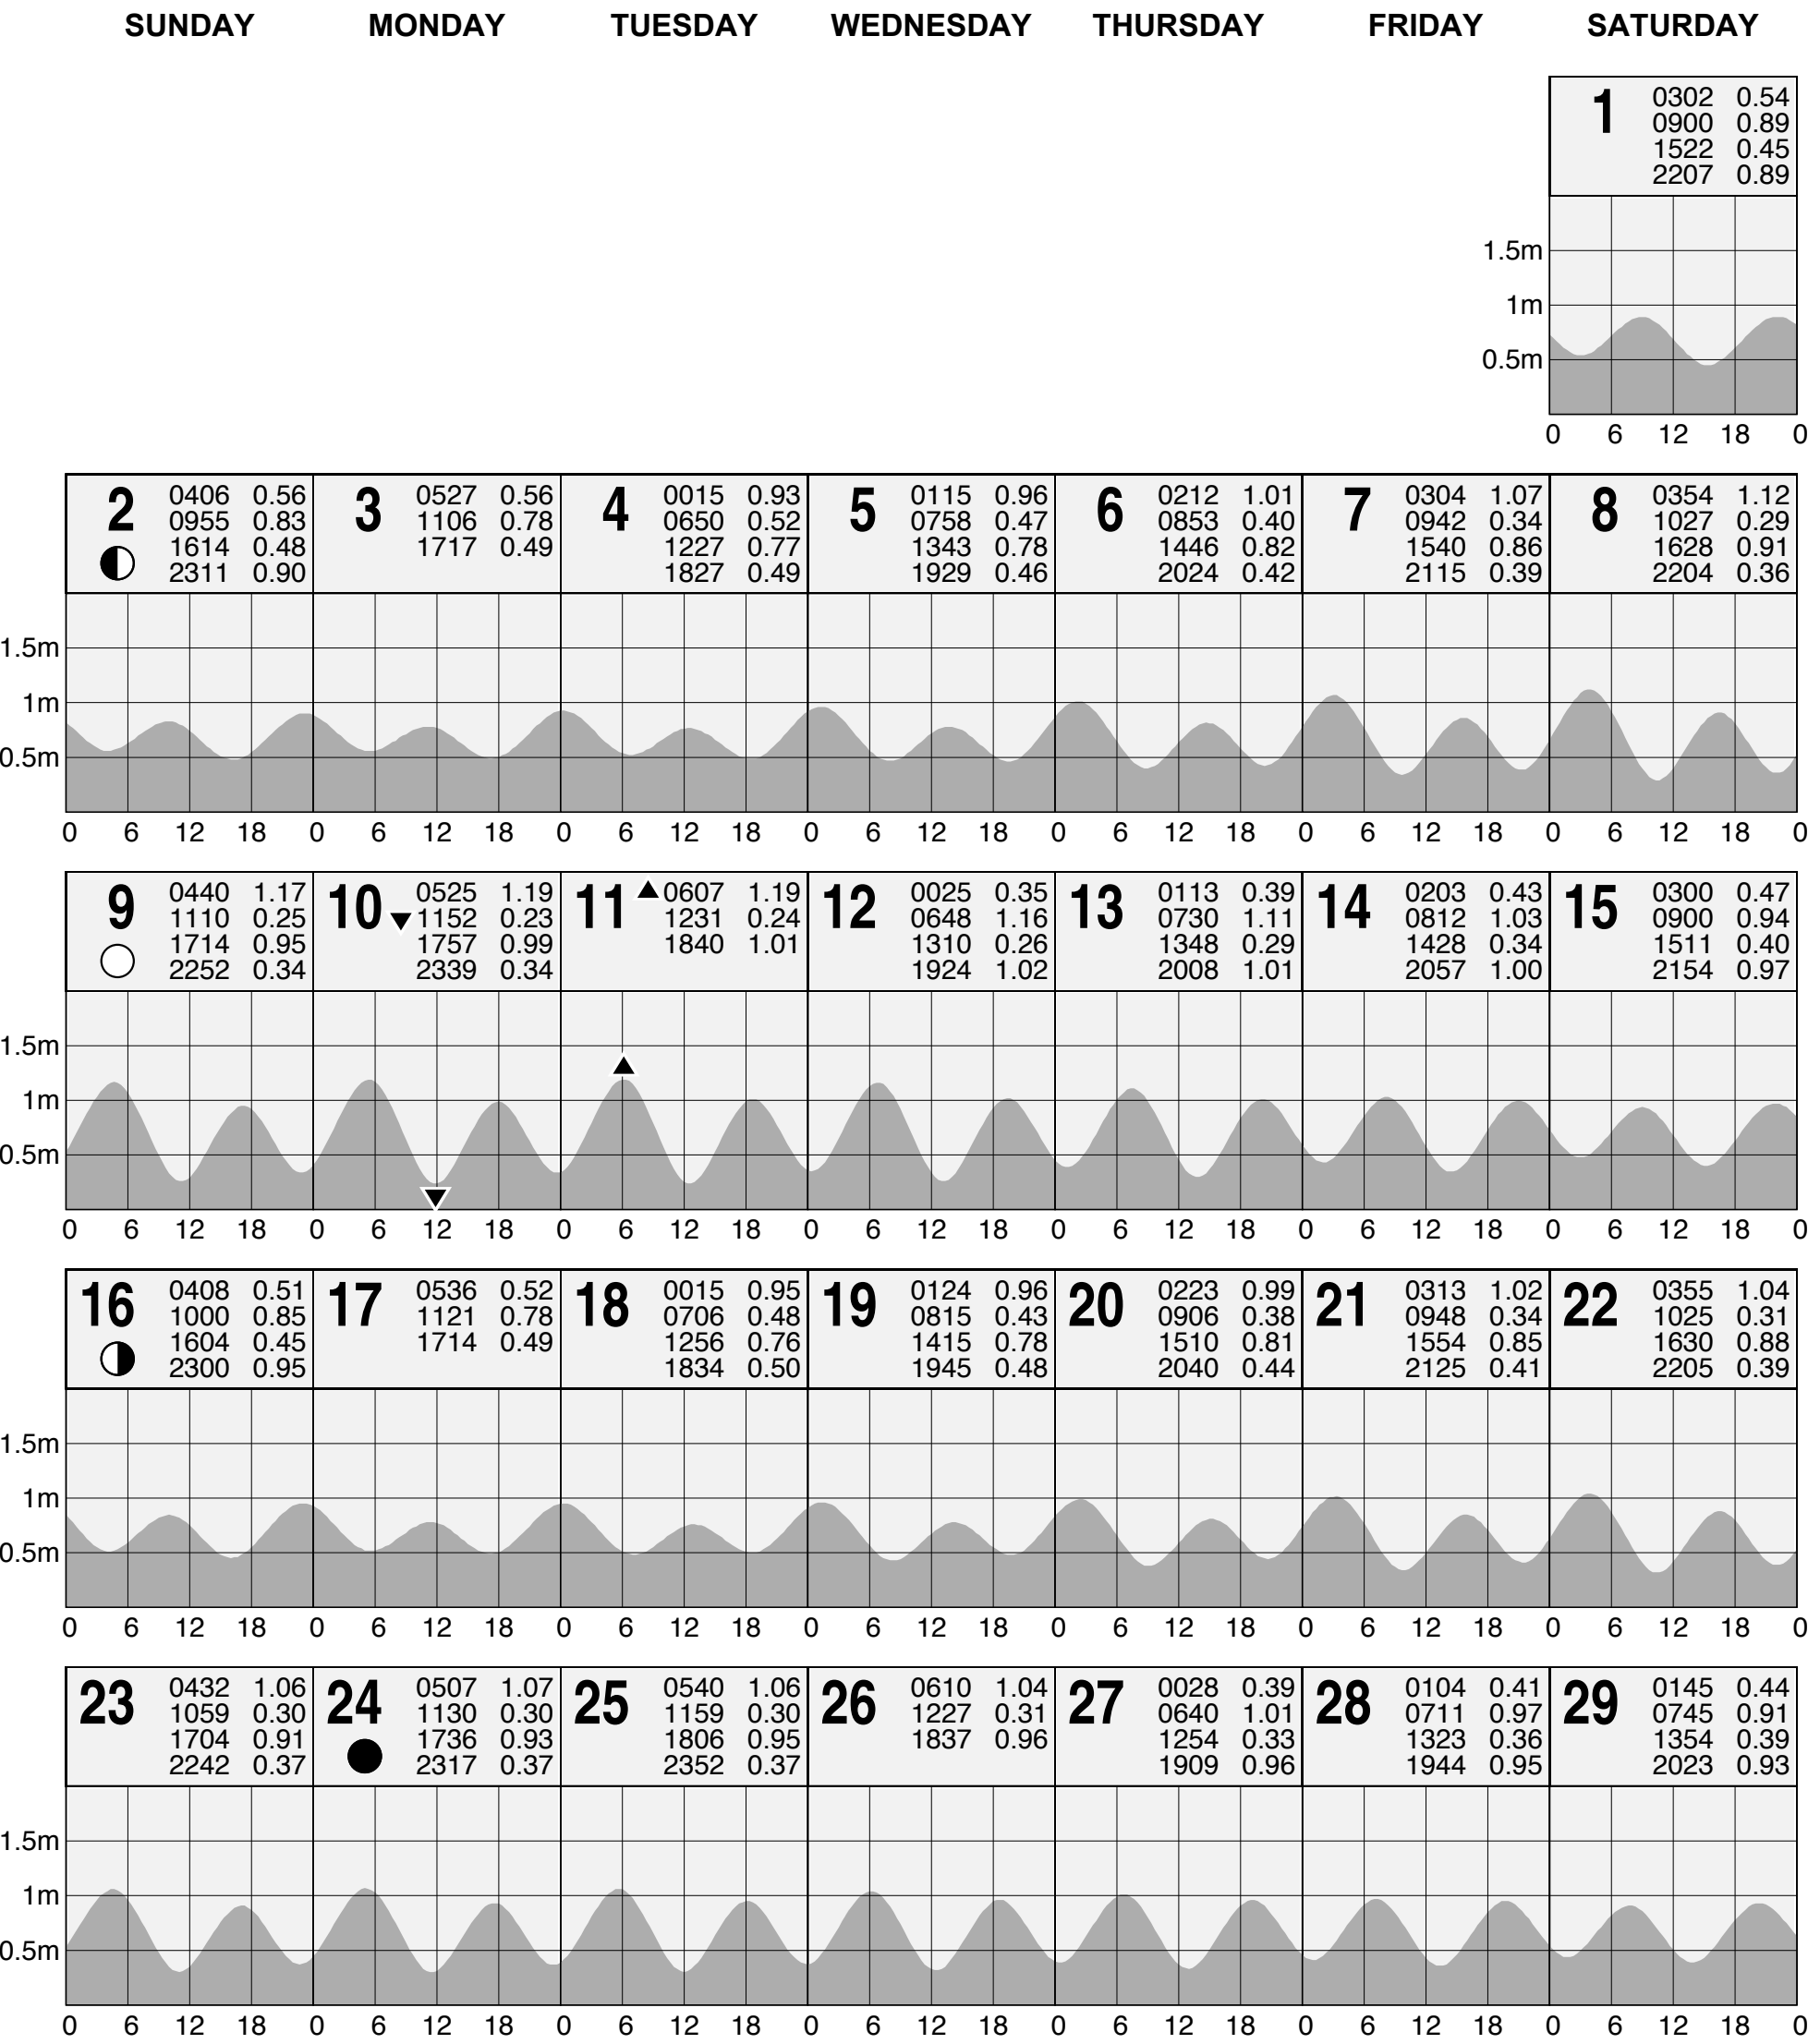 SUNDAY MONDAY TUESDAY WEDNESDAY THURSDAY FRIDAY SATURDAY
1
0302 0.54
0900 0.89
1522 0.45
2207 0.89
1.5m
1m
0.5m
0 6 12 18 0
2 0406 0.56 3 0527 0.56 4 0015 0.93 5 0115 0.96 6 0212 1.01 7 0304 1.07 8 0354 1.12
0955 0.83 1106 0.78 0650 0.52 0758 0.47 0853 0.40 0942 0.34 1027 0.29
1614 0.48 1717 0.49 1227 0.77 1343 0.78 1446 0.82 1540 0.86 1628 0.91
2311 0.90 1827 0.49 1929 0.46 2024 0.42 2115 0.39 2204 0.36
1.5m
1m
0.5m
0 6 12 18 0 6 12 18 0 6 12 18 0 6 12 18 0 6 12 18 0 6 12 18 0 6 12 18 0
9 0440 1.17 10 0525 1.19 11 0607 1.19 12 0025 0.35 13 0113 0.39 14 0203 0.43 15 0300 0.47
1110 0.25 1152 0.23 1231 0.24 0648 1.16 0730 1.11 0812 1.03 0900 0.94
1714 0.95 1757 0.99 1840 1.01 1310 0.26 1348 0.29 1428 0.34 1511 0.40
2252 0.34 2339 0.34 1924 1.02 2008 1.01 2057 1.00 2154 0.97
1.5m
1m
0.5m
0 6 12 18 0 6 12 18 0 6 12 18 0 6 12 18 0 6 12 18 0 6 12 18 0 6 12 18 0
16 0408 0.51 17 0536 0.52 18 0015 0.95 19 0124 0.96 20 0223 0.99 21 0313 1.02 22 0355 1.04
1000 0.85 1121 0.78 0706 0.48 0815 0.43 0906 0.38 0948 0.34 1025 0.31
1604 0.45 1714 0.49 1256 0.76 1415 0.78 1510 0.81 1554 0.85 1630 0.88
2300 0.95 1834 0.50 1945 0.48 2040 0.44 2125 0.41 2205 0.39
1.5m
1m
0.5m
0 6 12 18 0 6 12 18 0 6 12 18 0 6 12 18 0 6 12 18 0 6 12 18 0 6 12 18 0
23 0432 1.06 24 0507 1.07 25 0540 1.06 26 0610 1.04 27 0028 0.39 28 0104 0.41 29 0145 0.44
1059 0.30 1130 0.30 1159 0.30 1227 0.31 0640 1.01 0711 0.97 0745 0.91
1704 0.91 1736 0.93 1806 0.95 1837 0.96 1254 0.33 1323 0.36 1354 0.39
2242 0.37 2317 0.37 2352 0.37 1909 0.96 1944 0.95 2023 0.93
1.5m
1m
0.5m
0 6 12 18 0 6 12 18 0 6 12 18 0 6 12 18 0 6 12 18 0 6 12 18 0 6 12 18 0